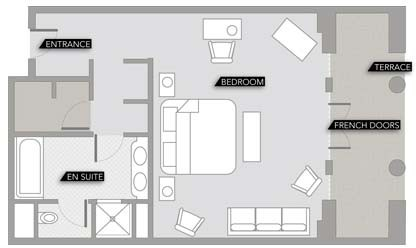 ENTRANCE
TERRACE
BEDROOM
FRENCH DOORS
EN SUITE